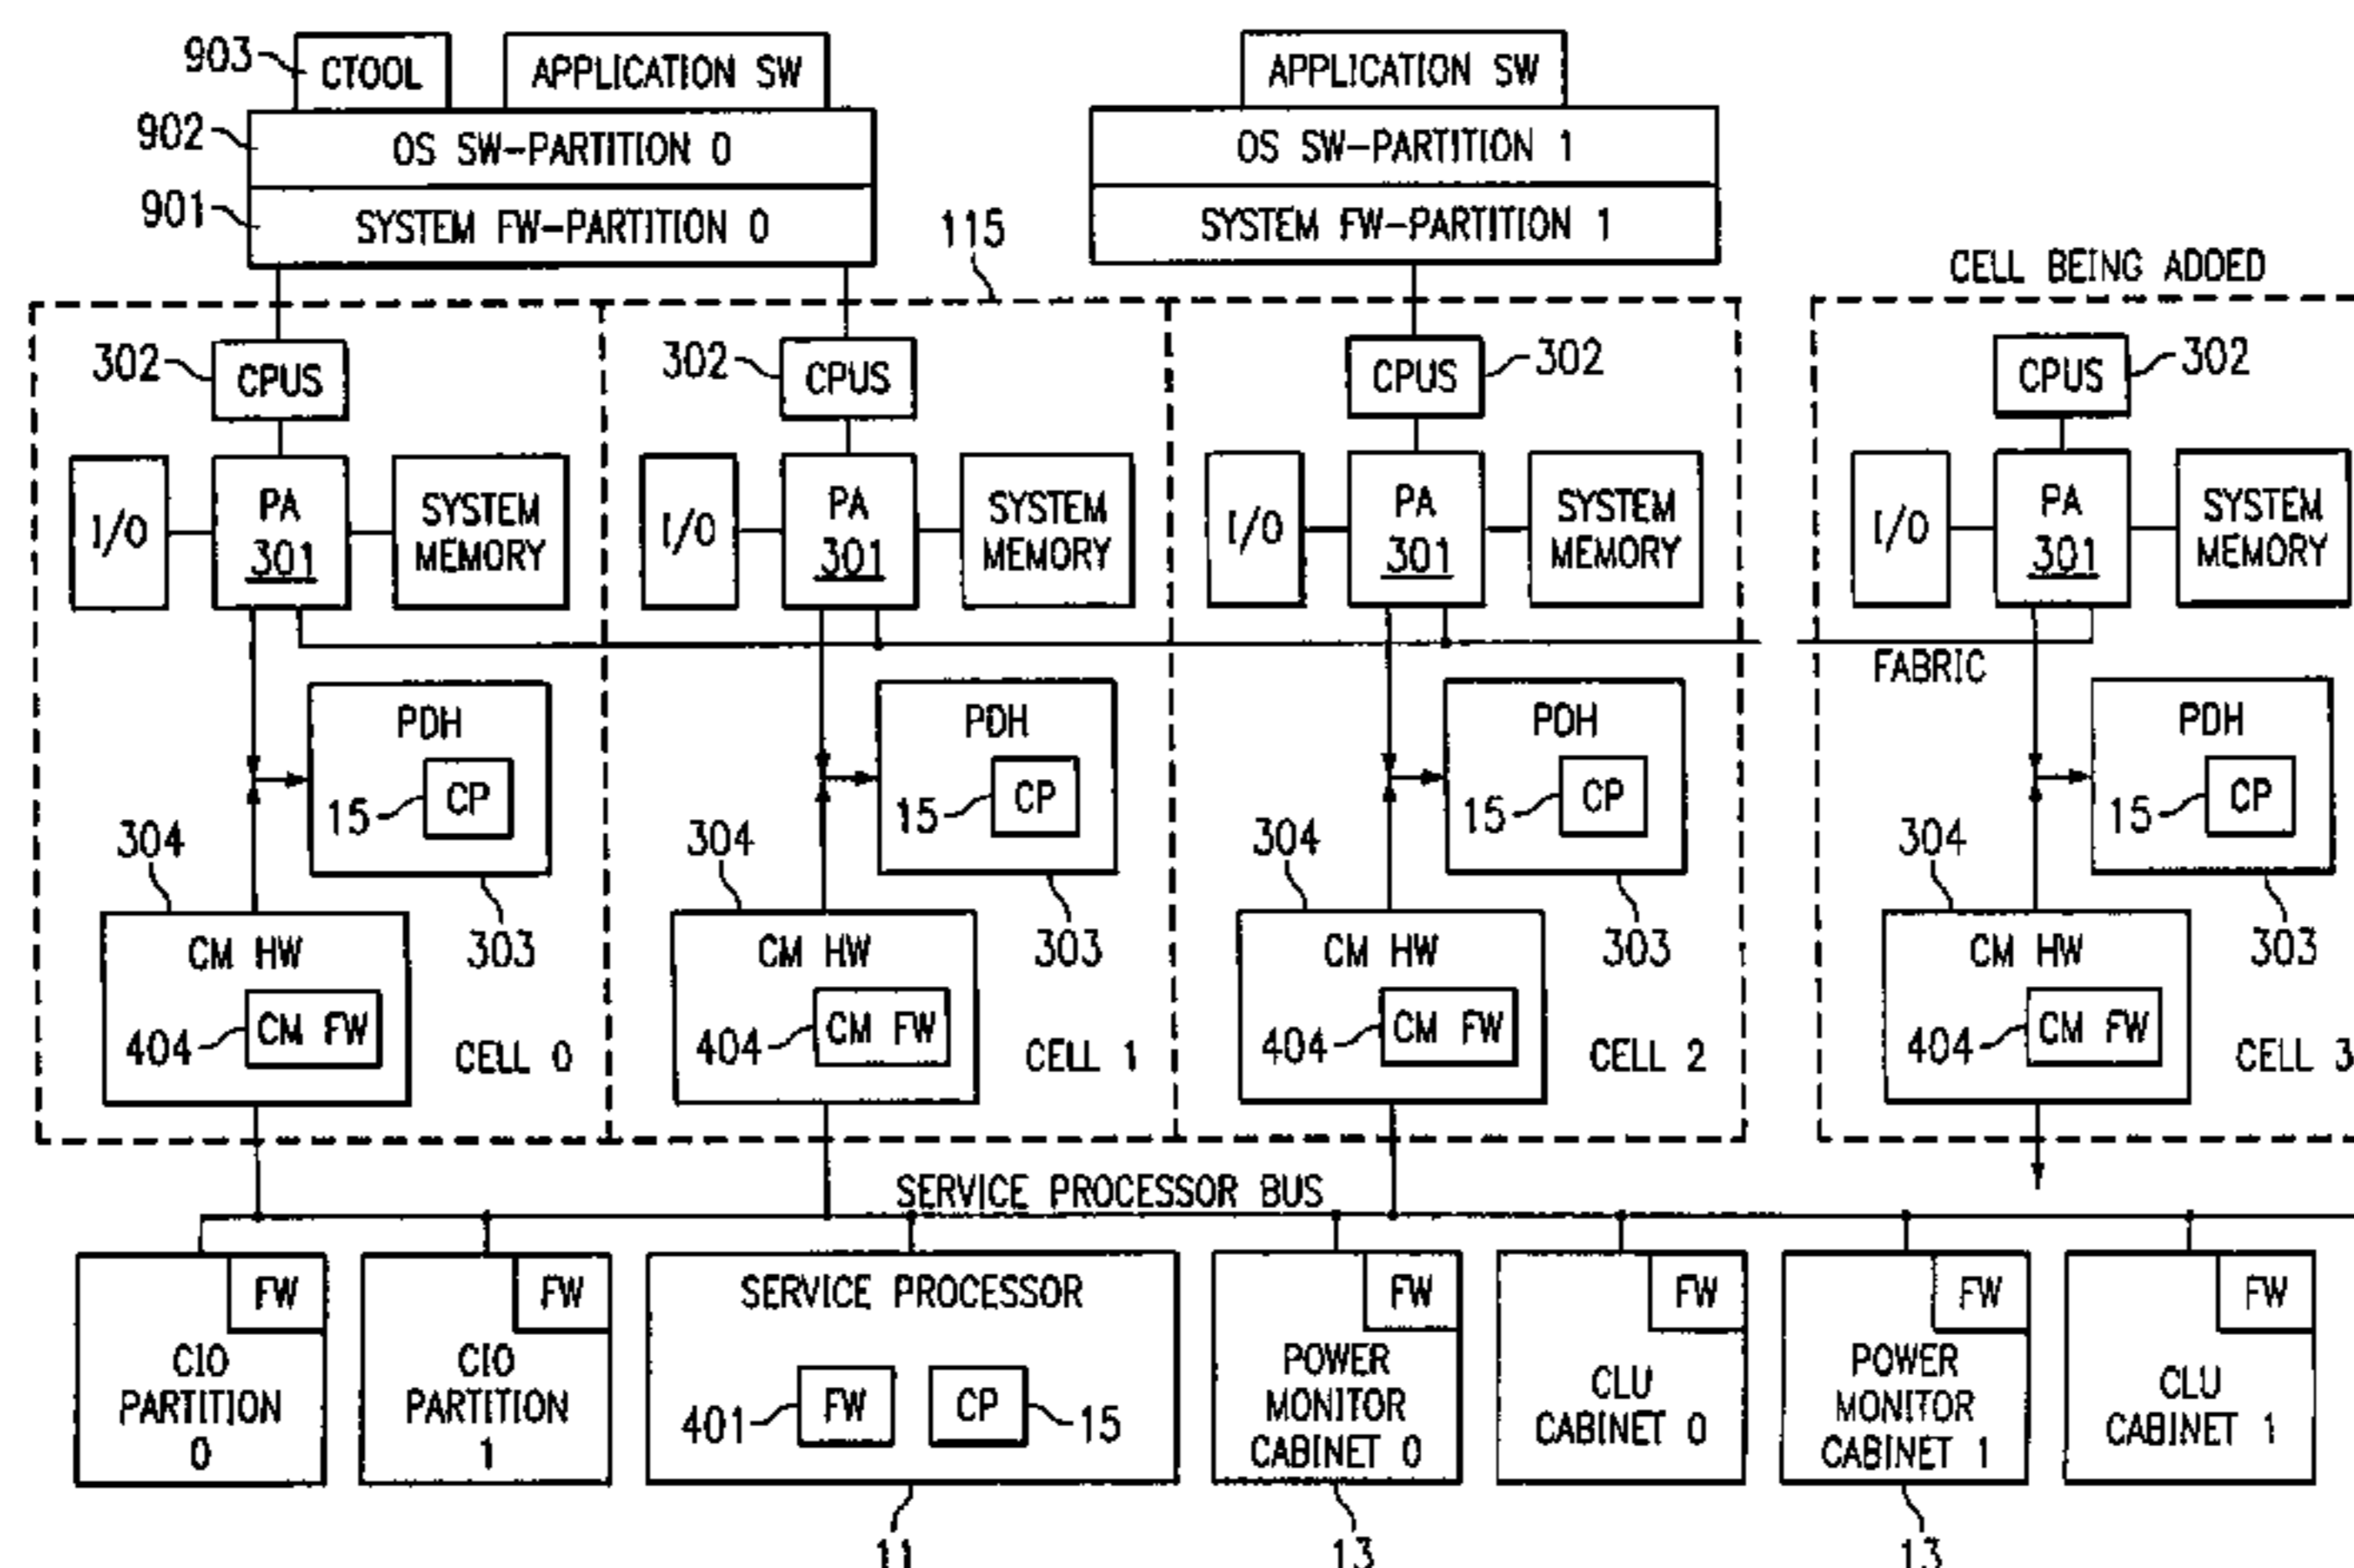 903
CTOOL
APPLICATION SW
APPLICATION SW
902
OS SW-PARTITION 0
OS SW-PARTITION 1
901
SYSTEM FW-PARTITION 0
SYSTEM FW-PARTITION 1
115
CELL BEING ADDED
302
CPUS
302
CPUS
CPUS
302
CPUS
302
I/O
PA
301
SYSTEM
MEMORY
I/O
PA
301
SYSTEM
MEMORY
I/O
PA
301
SYSTEM
MEMORY
I/O
PA
301
SYSTEM
MEMORY
FABRIC
PDH
15
CP
303
PDH
15
CP
303
PDH
15
CP
303
PDH
15
CP
303
304
CM HW
404
CM FW
CELL 0
304
CM HW
404
CM FW
CELL 1
304
CM HW
404
CM FW
CELL 2
304
CM HW
404
CM FW
CELL 3
SERVICE PROCESSOR BUS
FW
CIO
PARTITION
0
FW
CIO
PARTITION
1
SERVICE PROCESSOR
401
FW
CP
15
FW
POWER
MONITOR
CABINET 0
FW
CLU
CABINET 0
FW
POWER
MONITOR
CABINET 1
FW
CLU
CABINET 1
11
13
13